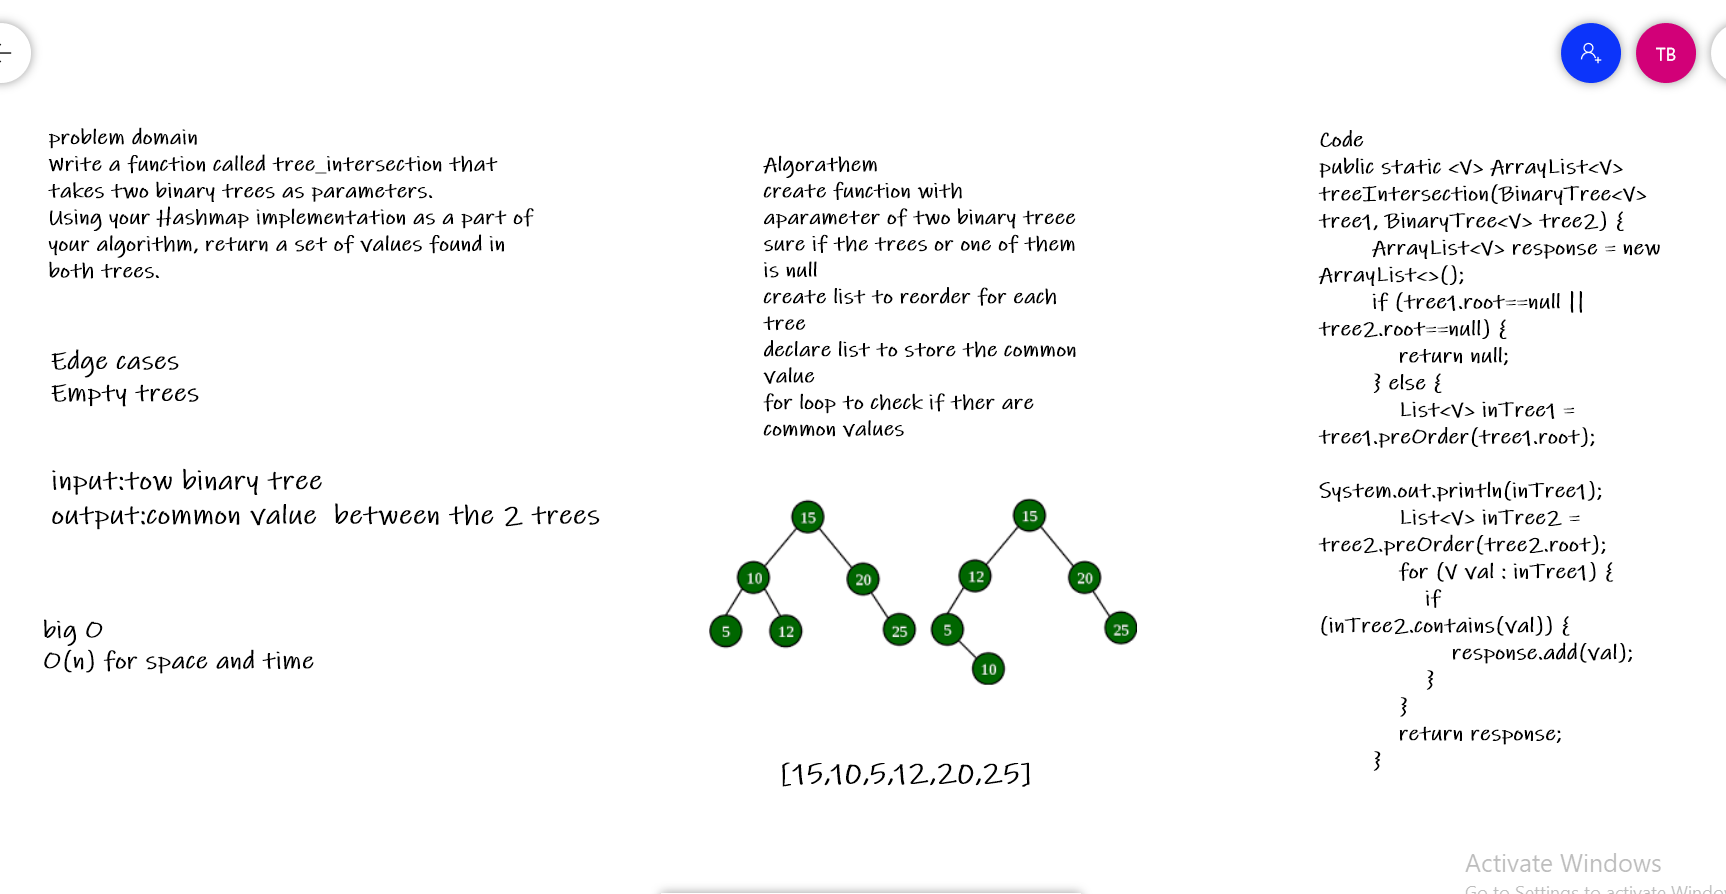 TB
problem domain
Write a function called tree_intersection that
takes two binary trees as parameters.
Using your Hashmap implementation as a part of
your algorithm, return a set of values found in
both trees.
Edge cases
Empty trees
input:tow binary tree
output:common value  between the 2 trees
big O
O(n) for space and time
Algorathem
create function with
aparameter of two binary treee
sure if the trees or one of them
is null
create list to reorder for each
tree
declare list to store the common
value
for loop to check if ther are
common values
15
10
20
5
12
25
15
12
20
5
25
10
[15,10,5,12,20,25]
Code
public static <V> ArrayList<V>
treeIntersection(BinaryTree<V>
tree1, BinaryTree<V> tree2) {
ArrayList<V> response = new
ArrayList<>();
if (tree1.root==null ||
tree2.root==null) {
return null;
} else {
List<V> inTree1 =
tree1.preOrder(tree1.root);
System.out.println(inTree1);
List<V> inTree2 =
tree2.preOrder(tree2.root);
for (V val : inTree1) {
if
(inTree2.contains(val)) {
response.add(val);
}
}
return response;
}
Activate Windows
Go to Settings to activate Windo